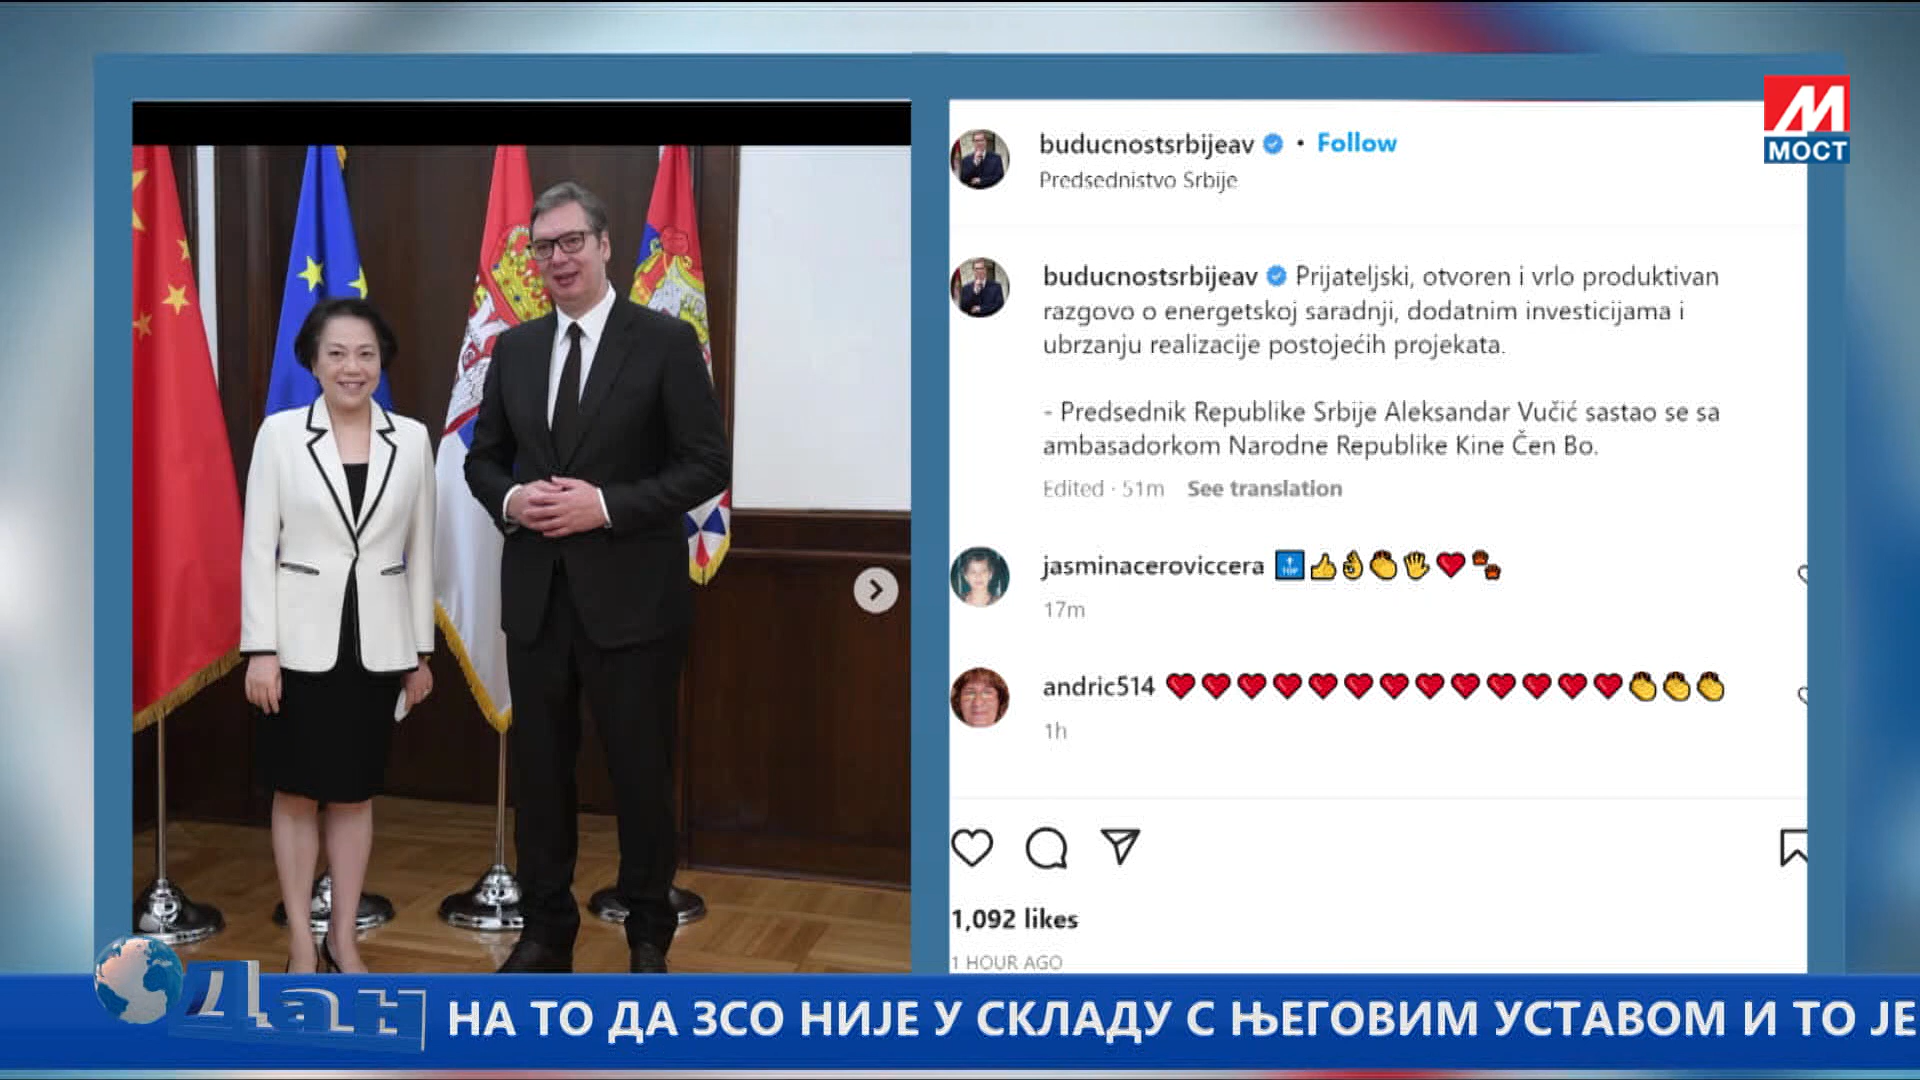 М
МОСТ
buducnostsrbijeav • Follow
Predsednistvo Srbije
buducnostsrbijeav Prijateljski, otvoren i vrlo produktivan
razgovo o energetskoj saradnji, dodatnim investicijama i
ubrzanju realizacije postojećih projekata.
- Predsednik Republike Srbije Aleksandar Vučić sastao se sa
ambasadorkom Narodne Republike Kine Čen Bo.
Edited · 51m See translation
jasminaceroviccera 🔝👍👌👏🖐❤🐾
17m
andric514 ❤❤❤❤❤❤❤❤❤❤❤❤❤👏👏👏
1h
1,092 likes
1 HOUR AGO
Дан
НА ТО ДА ЗСО НИЈЕ У СКЛАДУ С ЊЕГОВИМ УСТАВОМ И ТО ЈЕ